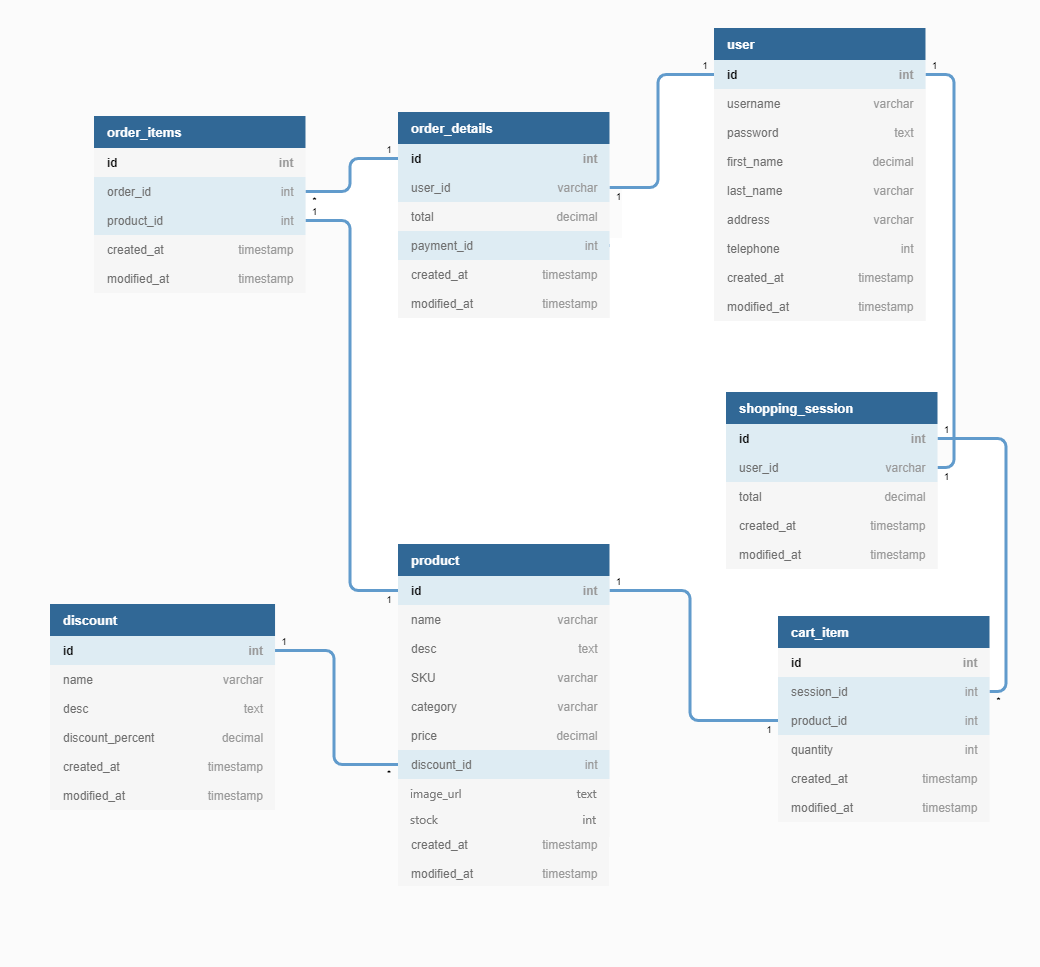 user
1
id int
1
username varchar
password text
first_name decimal
last_name varchar
address varchar
telephone int
created_at timestamp
modified_at timestamp
order_items
id int
order_id int
*
product_id int
1
created_at timestamp
modified_at timestamp
order_details
1
id int
user_id varchar
1
total decimal
payment_id int
created_at timestamp
modified_at timestamp
shopping_session
id int
1
user_id varchar
1
total decimal
created_at timestamp
modified_at timestamp
product
id int
1
1
name varchar
desc text
SKU varchar
category varchar
price decimal
discount_id int
*
image_url text
stock int
created_at timestamp
modified_at timestamp
discount
id int
1
name varchar
desc text
discount_percent decimal
created_at timestamp
modified_at timestamp
cart_item
id int
session_id int
*
product_id int
1
quantity int
created_at timestamp
modified_at timestamp